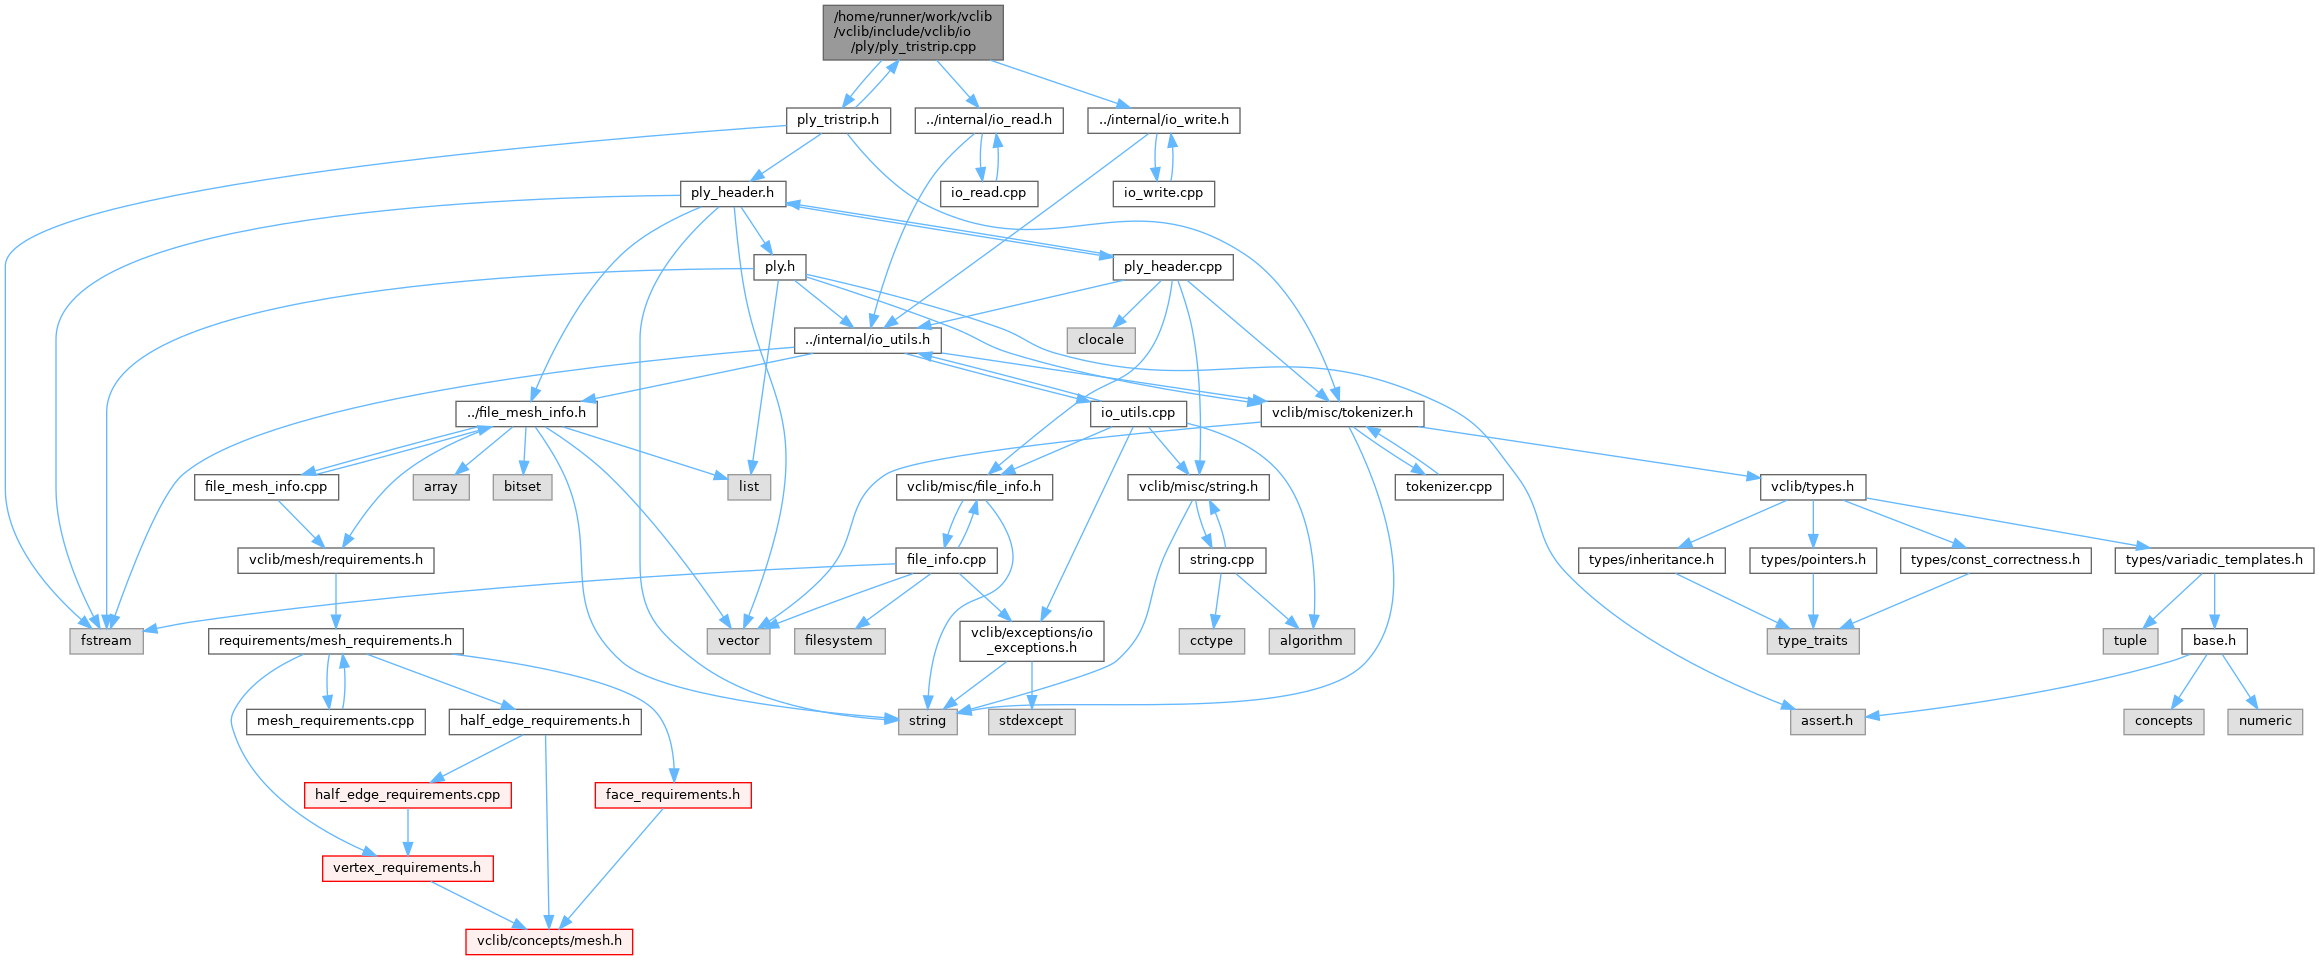 /home/runner/work/vclib
/vclib/include/vclib/io
/ply/ply_tristrip.cpp
ply_tristrip.h
../internal/io_read.h
../internal/io_write.h
ply_header.h
io_read.cpp
io_write.cpp
ply.h
ply_header.cpp
../internal/io_utils.h
clocale
../file_mesh_info.h
io_utils.cpp
vclib/misc/tokenizer.h
file_mesh_info.cpp
array
bitset
list
vclib/misc/file_info.h
vclib/misc/string.h
tokenizer.cpp
vclib/types.h
vclib/mesh/requirements.h
file_info.cpp
string.cpp
types/inheritance.h
types/pointers.h
types/const_correctness.h
types/variadic_templates.h
fstream
requirements/mesh_requirements.h
vector
filesystem
vclib/exceptions/io
_exceptions.h
cctype
algorithm
type_traits
tuple
base.h
mesh_requirements.cpp
half_edge_requirements.h
string
stdexcept
assert.h
concepts
numeric
half_edge_requirements.cpp
face_requirements.h
vertex_requirements.h
vclib/concepts/mesh.h